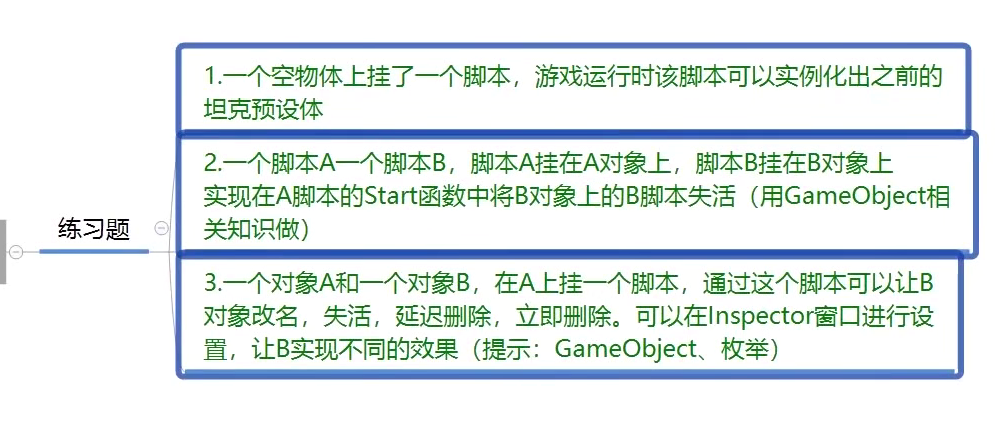 1.一个空物体上挂了一个脚本，游戏运行时该脚本可以实例化出之前的
坦克预设体
2.一个脚本A一个脚本B，脚本A挂在A对象上，脚本B挂在B对象上
实现在A脚本的Start函数中将B对象上的B脚本失活（用GameObject相
关知识做）
练习题
3.一个对象A和一个对象B，在A上挂一个脚本，通过这个脚本可以让B
对象改名，失活，延迟删除，立即删除。可以在Inspector窗口进行设
置，让B实现不同的效果（提示：GameObject、枚举）